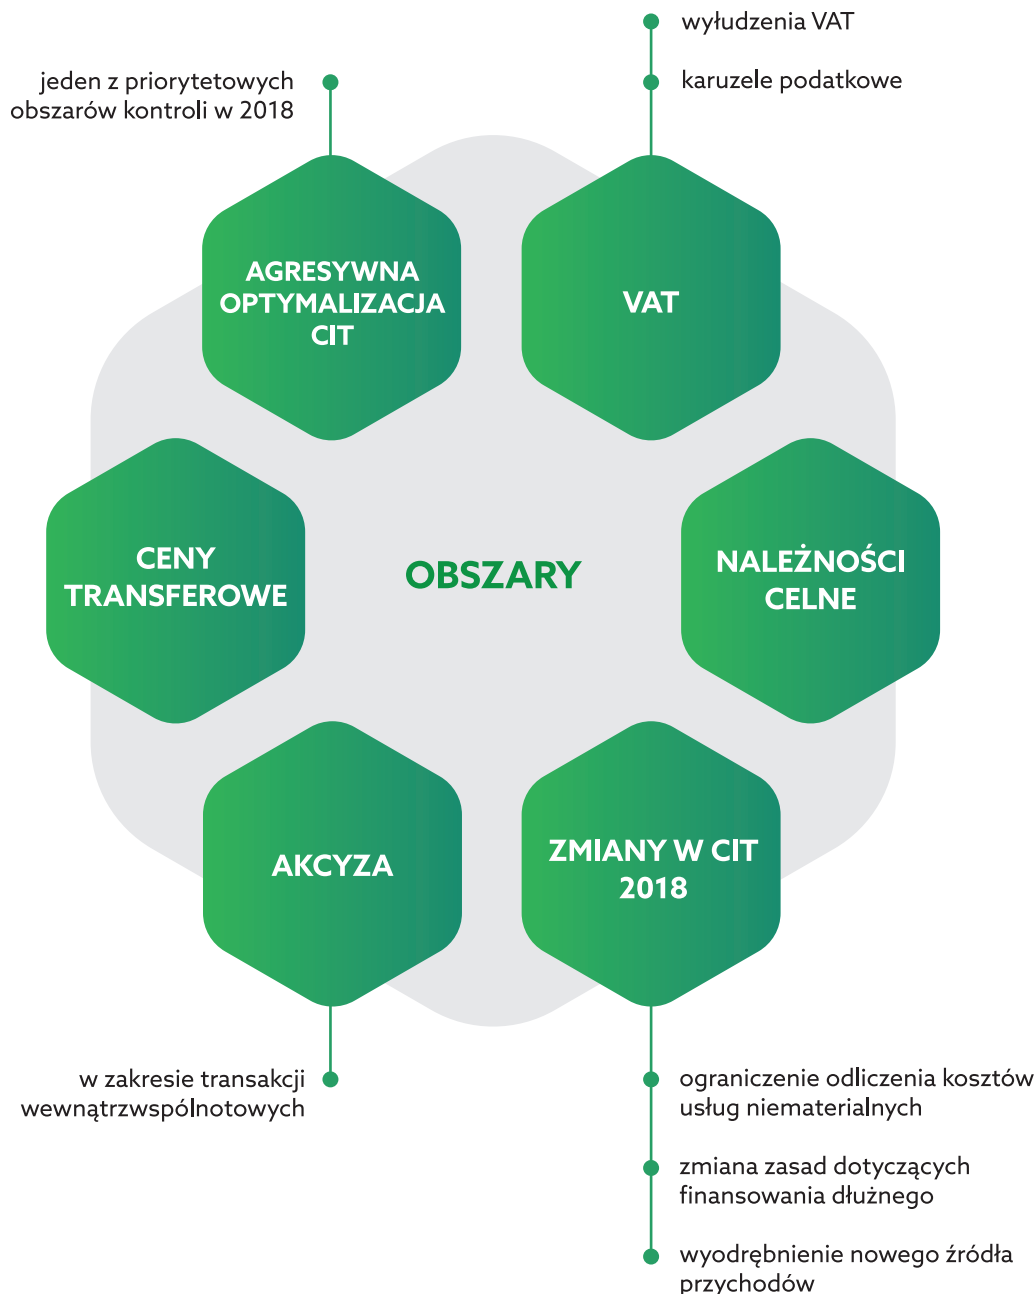 wyłudzenia VAT
karuzele podatkowe
jeden z priorytetowych
obszarów kontroli w 2018
AGRESYWNA
OPTYMALIZACJA
CIT
VAT
CENY
TRANSFEROWE
OBSZARY
NALEŻNOŚCI
CELNE
AKCYZA
ZMIANY W CIT
2018
w zakresie transakcji
wewnątrzwspólnotowych
ograniczenie odliczenia kosztów
usług niematerialnych
zmiana zasad dotyczących
finansowania dłużnego
wyodrębnienie nowego źródła
przychodów